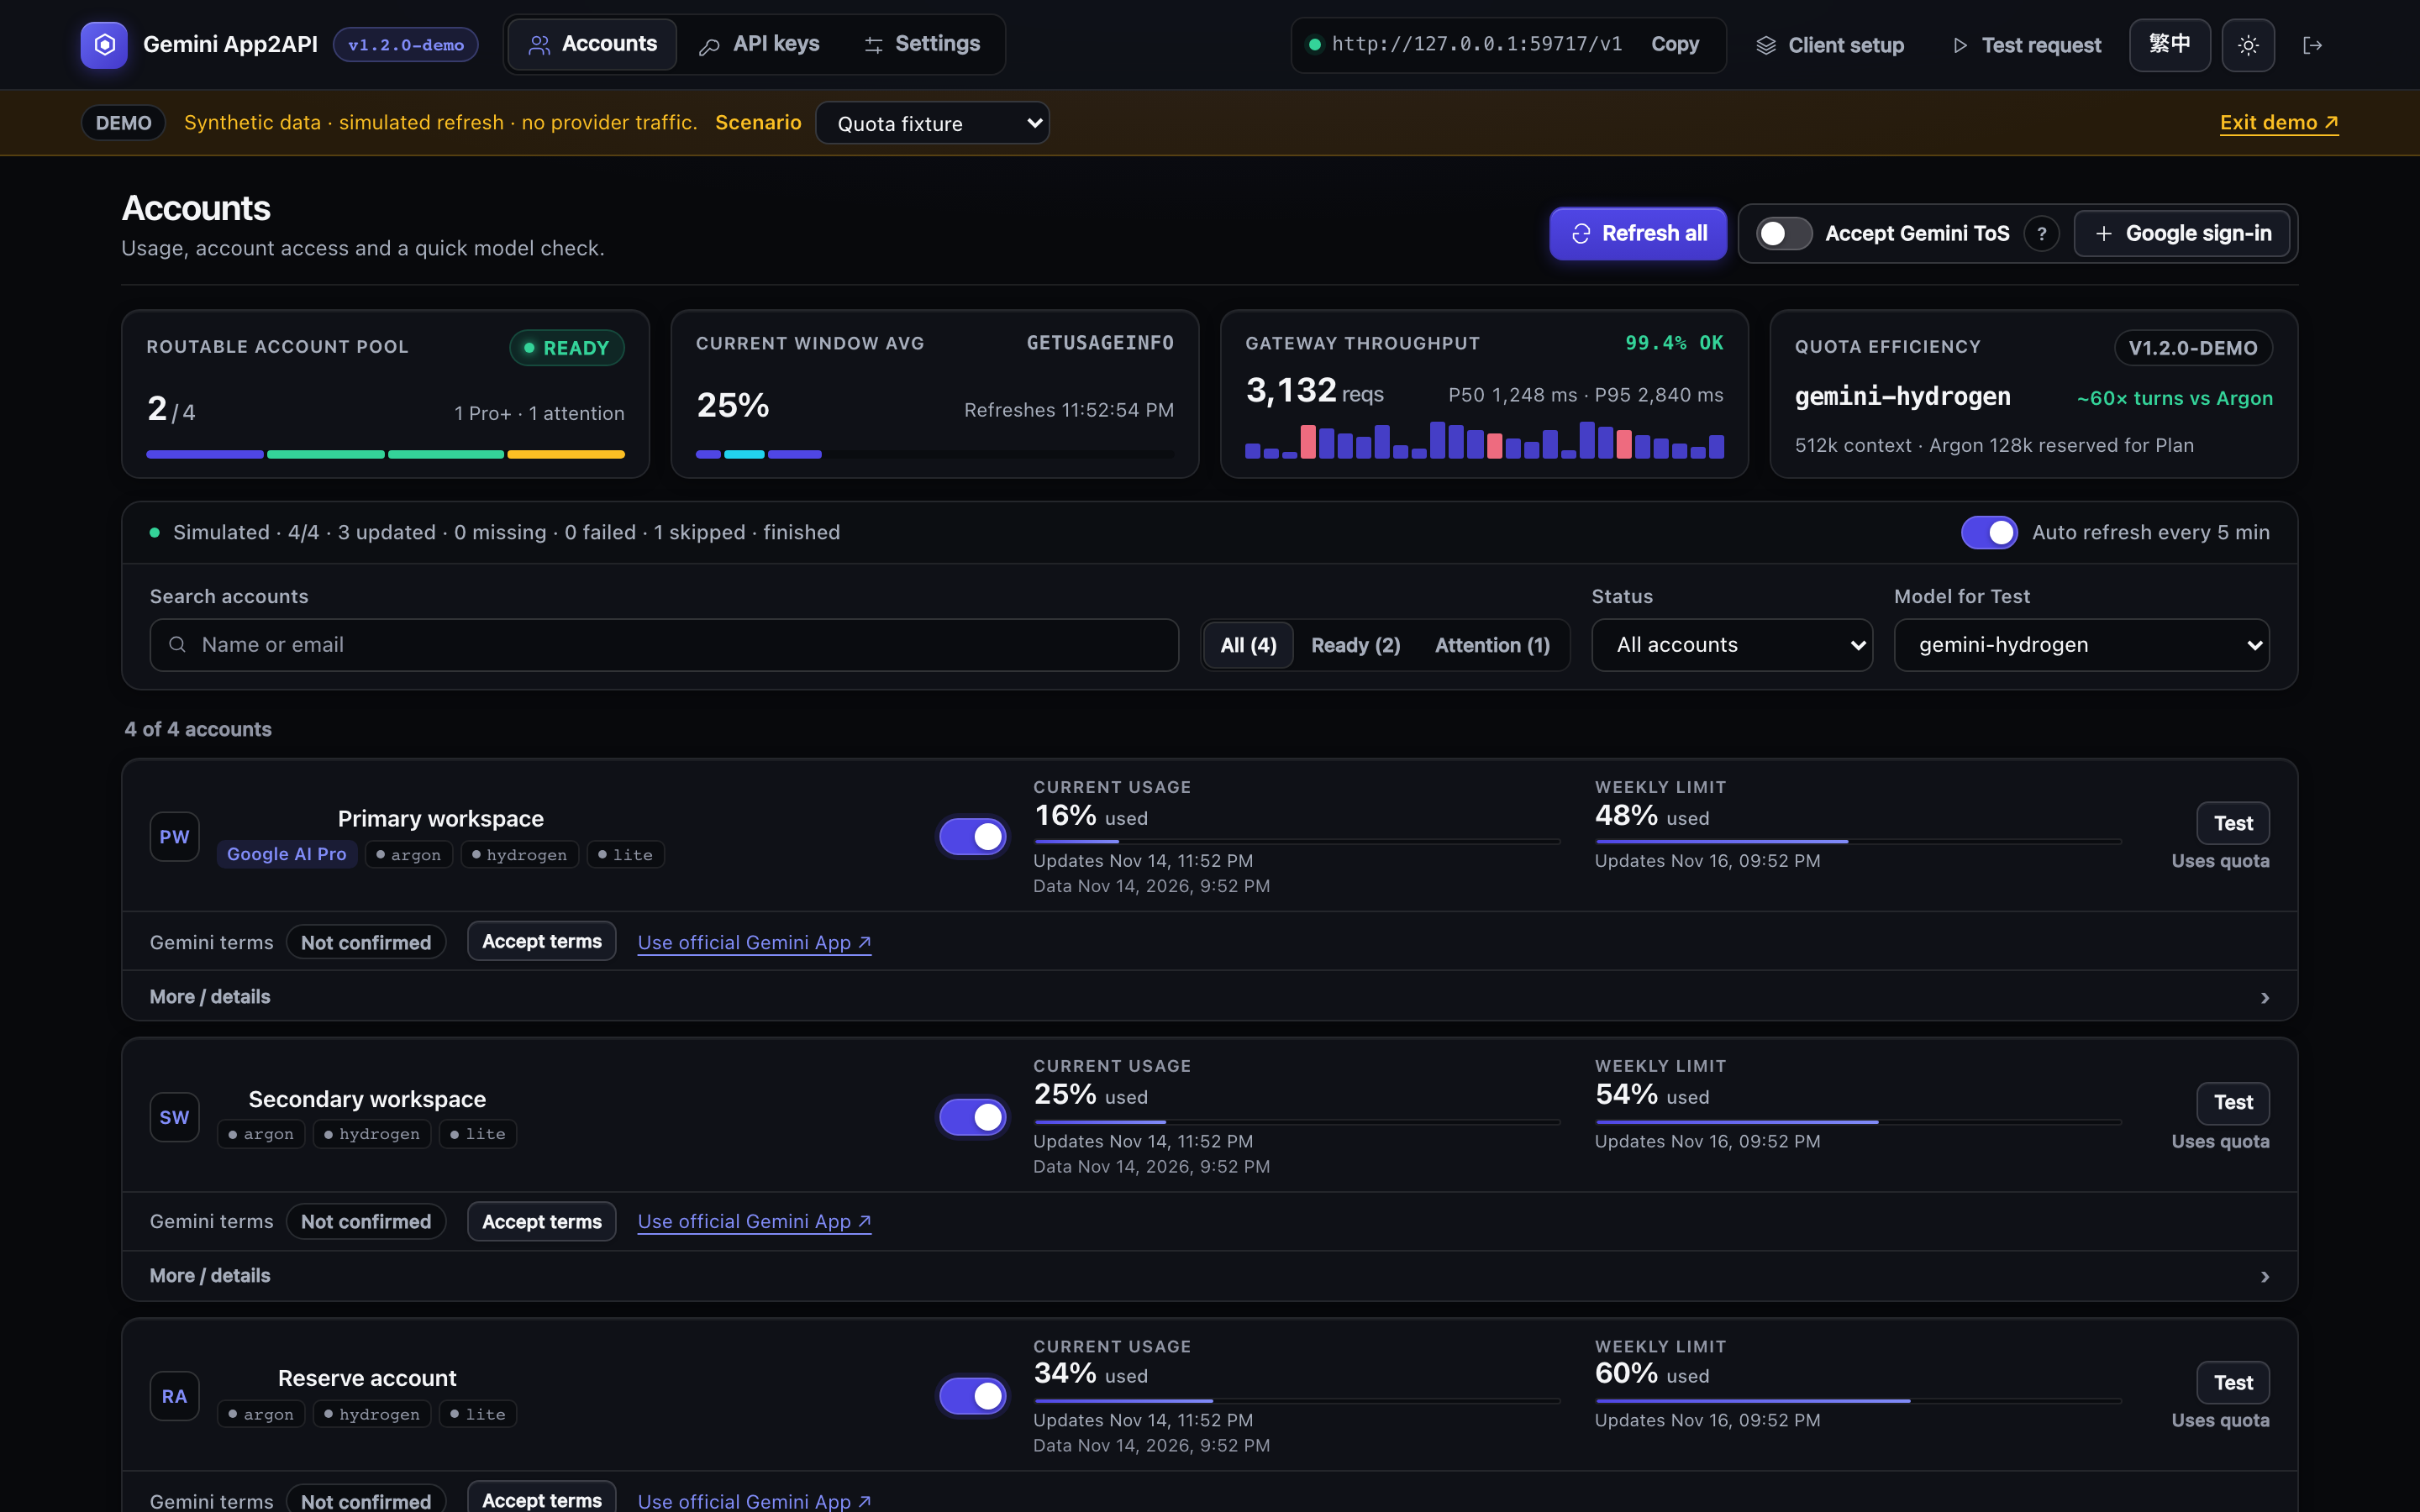 Gemini App2API v1.2.0-demo Accounts API keys Settings http://127.0.0.1:59717/v1 Copy Client setup Test request 繁中
DEMO Synthetic data · simulated refresh · no provider traffic. Scenario Quota fixture Exit demo ↗
Accounts
Usage, account access and a quick model check.
Refresh all Accept Gemini ToS ? + Google sign-in
ROUTABLE ACCOUNT POOL READY
2 / 4 1 Pro+ · 1 attention
CURRENT WINDOW AVG GETUSAGEINFO
25% Refreshes 11:52:54 PM
GATEWAY THROUGHPUT 99.4% OK
3,132 reqs P50 1,248 ms · P95 2,840 ms
QUOTA EFFICIENCY V1.2.0-DEMO
gemini-hydrogen ~60× turns vs Argon
512k context · Argon 128k reserved for Plan
Simulated · 4/4 · 3 updated · 0 missing · 0 failed · 1 skipped · finished Auto refresh every 5 min
Search accounts Status Model for Test
Name or email All (4) Ready (2) Attention (1) All accounts gemini-hydrogen
4 of 4 accounts
PW Primary workspace
Google AI Pro argon hydrogen lite
CURRENT USAGE
16% used
Updates Nov 14, 11:52 PM
Data Nov 14, 2026, 9:52 PM
WEEKLY LIMIT
48% used
Updates Nov 16, 09:52 PM
Test
Uses quota
Gemini terms Not confirmed Accept terms Use official Gemini App ↗
More / details ›
SW Secondary workspace
argon hydrogen lite
CURRENT USAGE
25% used
Updates Nov 14, 11:52 PM
Data Nov 14, 2026, 9:52 PM
WEEKLY LIMIT
54% used
Updates Nov 16, 09:52 PM
Test
Uses quota
Gemini terms Not confirmed Accept terms Use official Gemini App ↗
More / details ›
RA Reserve account
argon hydrogen lite
CURRENT USAGE
34% used
Updates Nov 14, 11:52 PM
Data Nov 14, 2026, 9:52 PM
WEEKLY LIMIT
60% used
Updates Nov 16, 09:52 PM
Test
Uses quota
Gemini terms Not confirmed Accept terms Use official Gemini App ↗